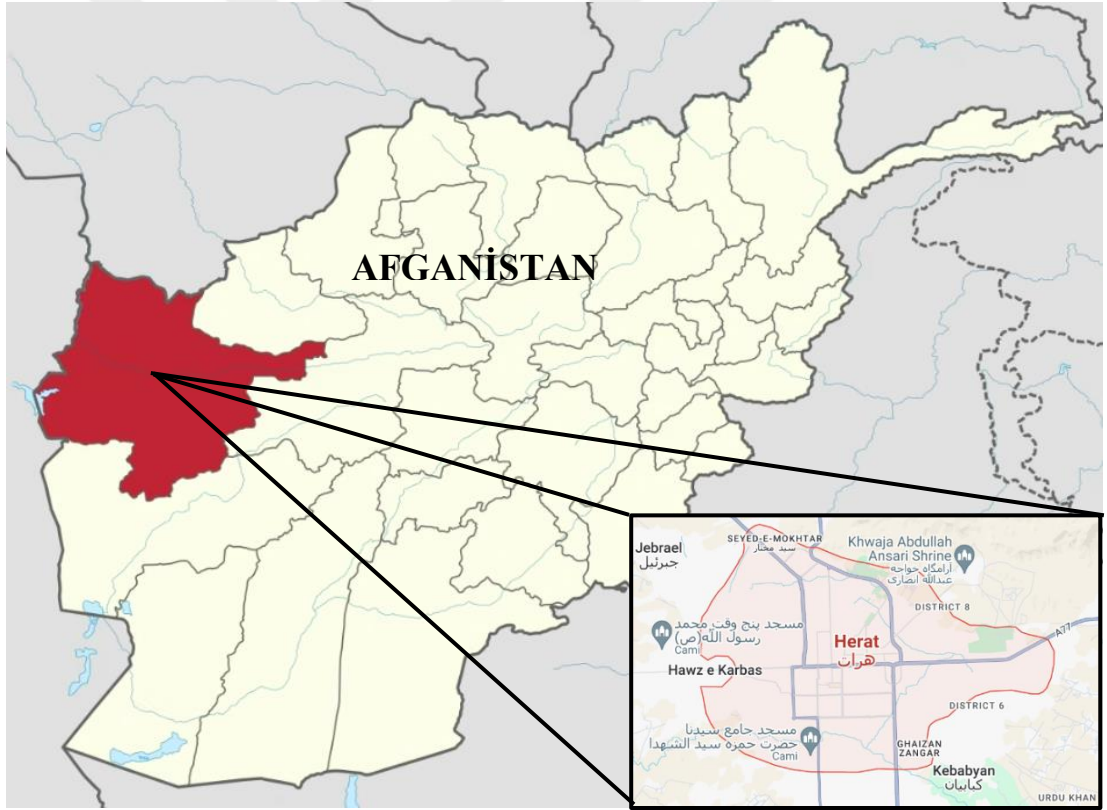 AFGANİSTAN
SEYED-E-MOKHTAR
سید مختار
Jebrael
جبرئيل
Khwaja Abdullah
Ansari Shrine
آرامگاه خواجه
عبدالله انصاری
DISTRICT 8
A77
مسجد پنج وقت محمد
رسول الله(ص)
Cami
Herat
هرات
Hawz e Karbas
DISTRICT 6
مسجد جامع سیدنا
حضرت حمزه سید الشهدا
Cami
GHAIZAN
ZANGAR
Kebabyan
کبابیان
URDU KHAN